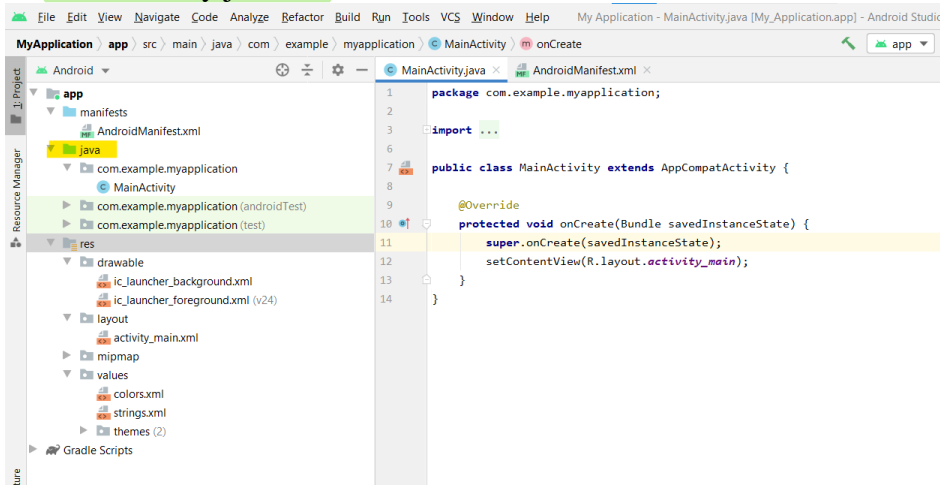 File Edit View Navigate Code Analyze Refactor Build Run Tools VCS Window Help My Application - MainActivity.java [My_Application.app] - Android Studio
MyApplication app src main java com example myapplication MainActivity onCreate app
1: Project
Resource Manager
Android
app
manifests
AndroidManifest.xml
java
com.example.myapplication
MainActivity
com.example.myapplication (androidTest)
com.example.myapplication (test)
res
drawable
ic_launcher_background.xml
ic_launcher_foreground.xml (v24)
layout
activity_main.xml
mipmap
values
colors.xml
strings.xml
themes (2)
Gradle Scripts
MainActivity.java AndroidManifest.xml
1 package com.example.myapplication;
2
3 import ...
6
7 public class MainActivity extends AppCompatActivity {
8
9 @Override
10 protected void onCreate(Bundle savedInstanceState) {
11 super.onCreate(savedInstanceState);
12 setContentView(R.layout.activity_main);
13 }
14 }